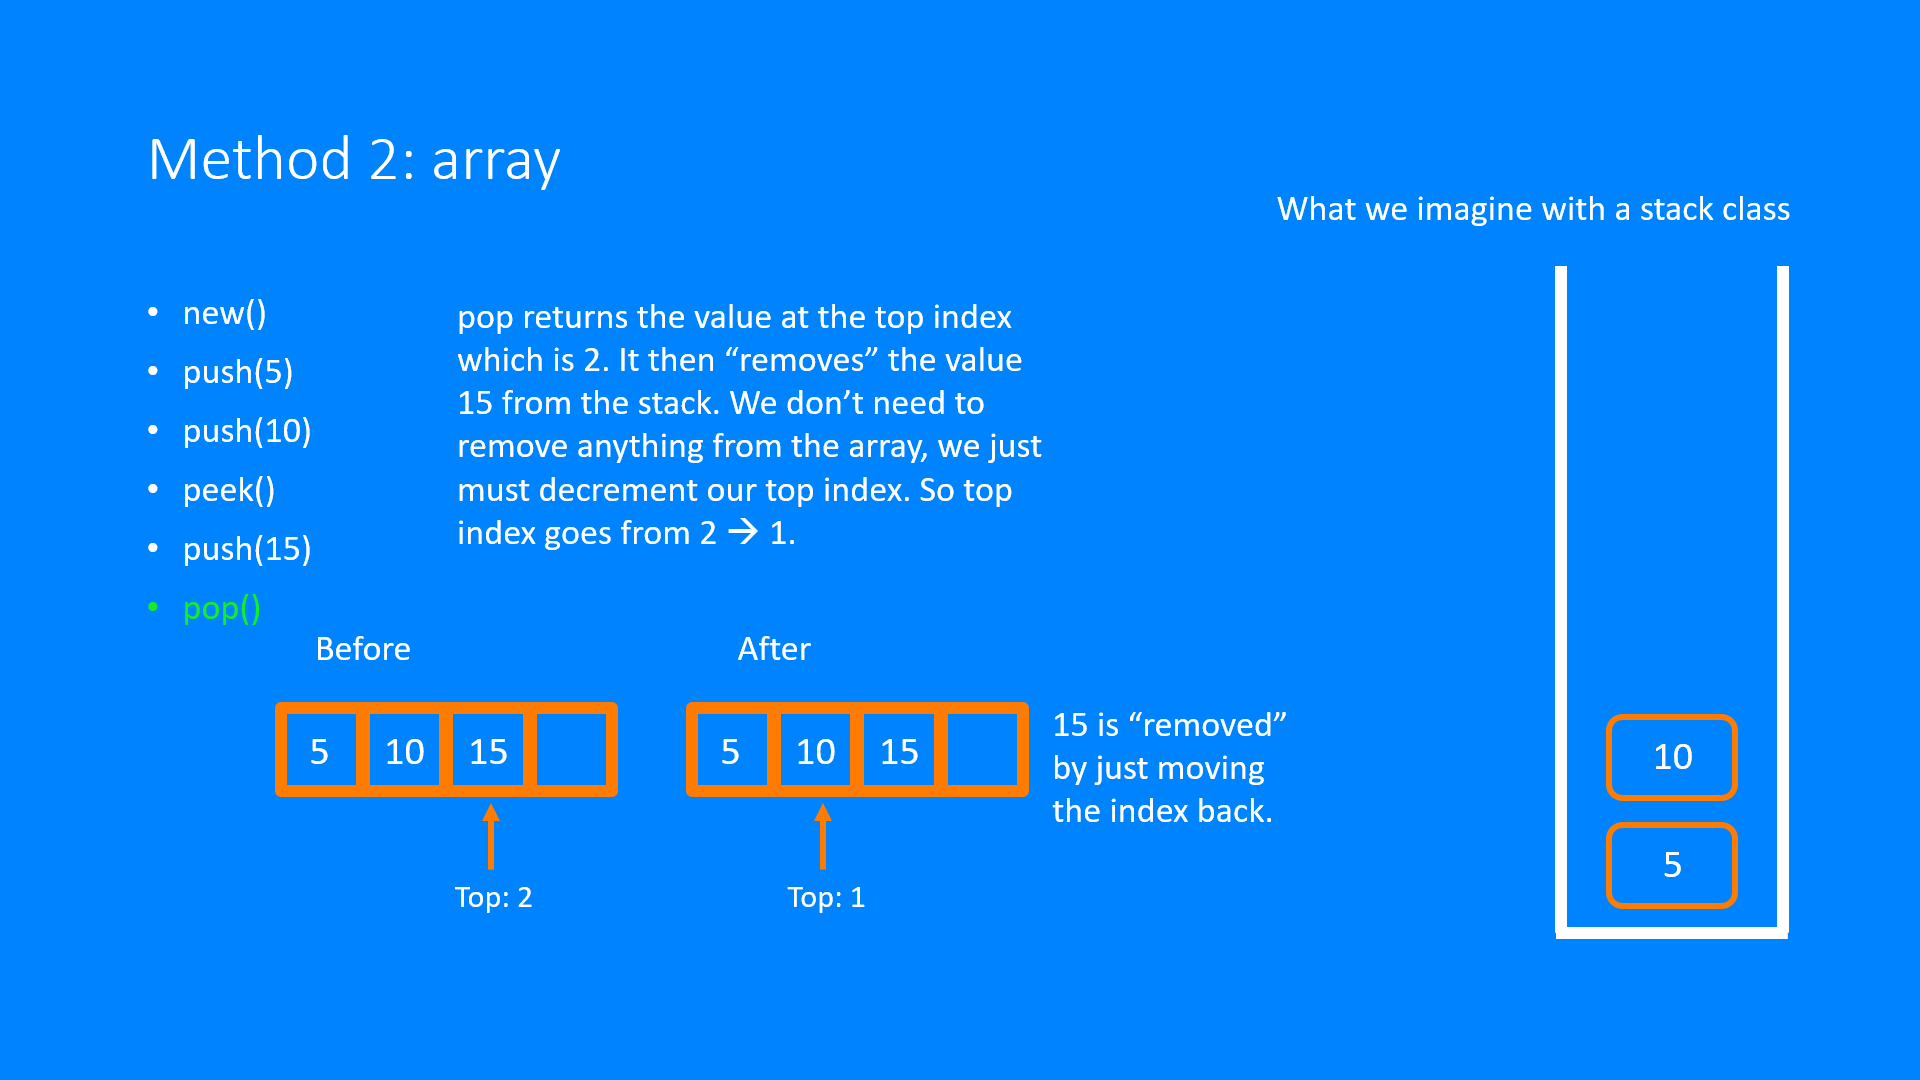 Method 2: array
What we imagine with a stack class
• new()
• push(5)
• push(10)
• peek()
• push(15)
• pop()
pop returns the value at the top index
which is 2. It then “removes” the value
15 from the stack. We don’t need to
remove anything from the array, we just
must decrement our top index. So top
index goes from 2 → 1.
Before
5 10 15
Top: 2
After
5 10 15
Top: 1
15 is “removed”
by just moving
the index back.
10
5